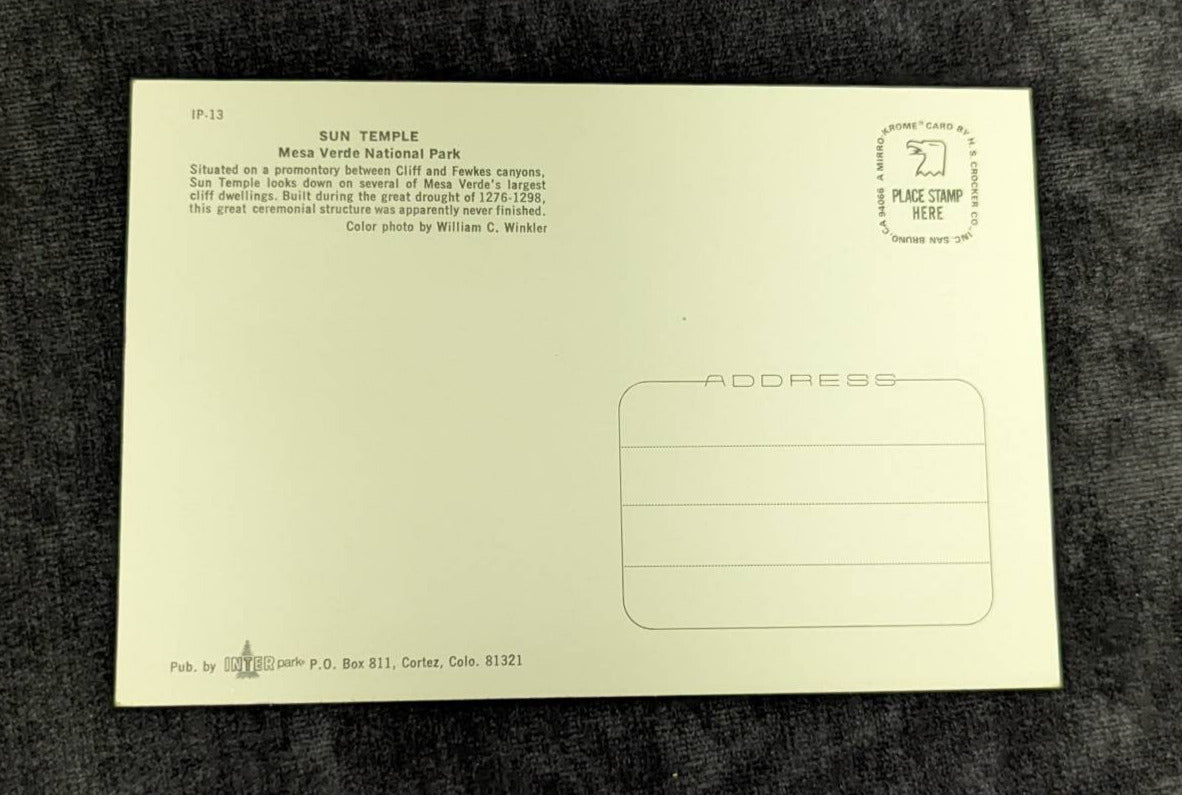 IP-13
SUN TEMPLE
Mesa Verde National Park
Situated on a promontory between Cliff and Fewkes canyons,
Sun Temple looks down on several of Mesa Verde's largest
cliff dwellings. Built during the great drought of 1276-1298,
this great ceremonial structure was apparently never finished.
Color photo by William C. Winkler
A MIRRO-KROME® CARD BY H. S. CROCKER CO., INC. SAN BRUNO, CA 94066
PLACE STAMP
HERE
ADDRESS
Pub. by INTERpark® P.O. Box 811, Cortez, Colo. 81321